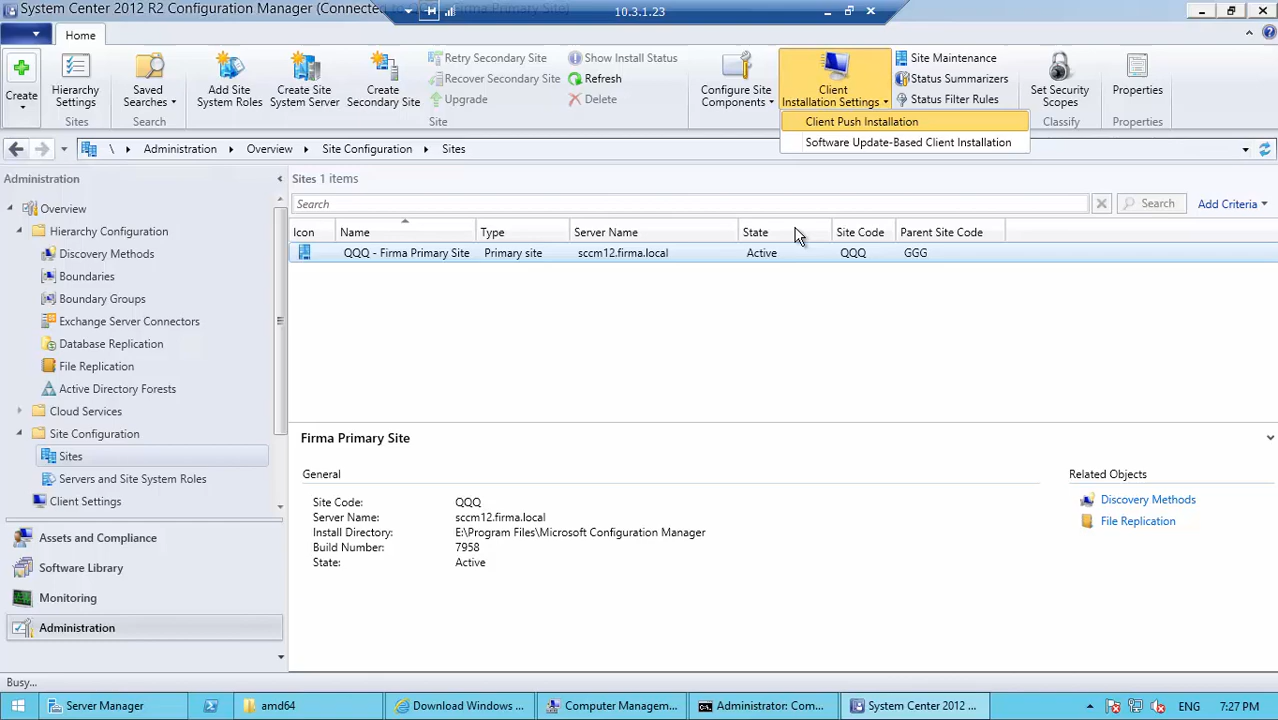 System Center 2012 R2 Configuration Manager (Connected to
Firma Primary Site)
10.3.1.23
Home
Create
Hierarchy Settings
Saved Searches
Add Site System Roles
Create Site System Server
Create Secondary Site
Retry Secondary Site
Recover Secondary Site
Upgrade
Show Install Status
Refresh
Delete
Configure Site Components
Client Installation Settings
Site Maintenance
Status Summarizers
Status Filter Rules
Set Security Scopes
Properties
Sites
Search
Site
Classify
Properties
Client Push Installation
Software Update-Based Client Installation
\ Administration Overview Site Configuration Sites
Administration
Overview
Hierarchy Configuration
Discovery Methods
Boundaries
Boundary Groups
Exchange Server Connectors
Database Replication
File Replication
Active Directory Forests
Cloud Services
Site Configuration
Sites
Servers and Site System Roles
Client Settings
Assets and Compliance
Software Library
Monitoring
Administration
Sites 1 items
Search
Search
Add Criteria
Icon Name Type Server Name State Site Code Parent Site Code
QQQ - Firma Primary Site Primary site sccm12.firma.local Active QQQ GGG
Firma Primary Site
General
Site Code: QQQ
Server Name: sccm12.firma.local
Install Directory: E:\Program Files\Microsoft Configuration Manager
Build Number: 7958
State: Active
Related Objects
Discovery Methods
File Replication
Busy...
Server Manager
amd64
Download Windows ...
Computer Managem...
Administrator: Com...
System Center 2012 ...
ENG
7:27 PM